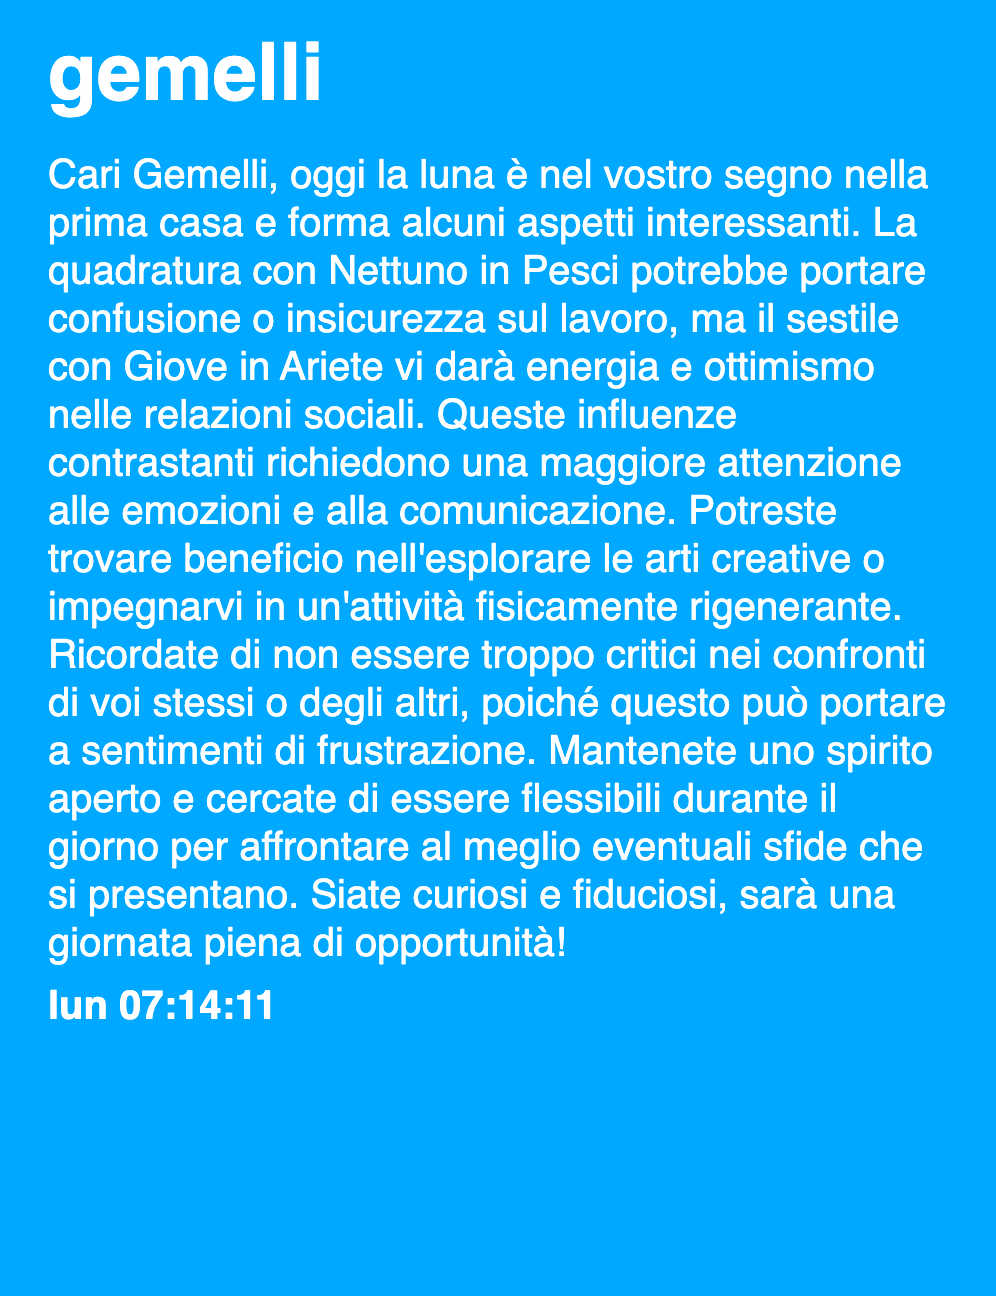 gemelli
Cari Gemelli, oggi la luna è nel vostro segno nella
prima casa e forma alcuni aspetti interessanti. La
quadratura con Nettuno in Pesci potrebbe portare
confusione o insicurezza sul lavoro, ma il sestile
con Giove in Ariete vi darà energia e ottimismo
nelle relazioni sociali. Queste influenze
contrastanti richiedono una maggiore attenzione
alle emozioni e alla comunicazione. Potreste
trovare beneficio nell'esplorare le arti creative o
impegnarvi in un'attività fisicamente rigenerante.
Ricordate di non essere troppo critici nei confronti
di voi stessi o degli altri, poiché questo può portare
a sentimenti di frustrazione. Mantenete uno spirito
aperto e cercate di essere flessibili durante il
giorno per affrontare al meglio eventuali sfide che
si presentano. Siate curiosi e fiduciosi, sarà una
giornata piena di opportunità!
lun 07:14:11